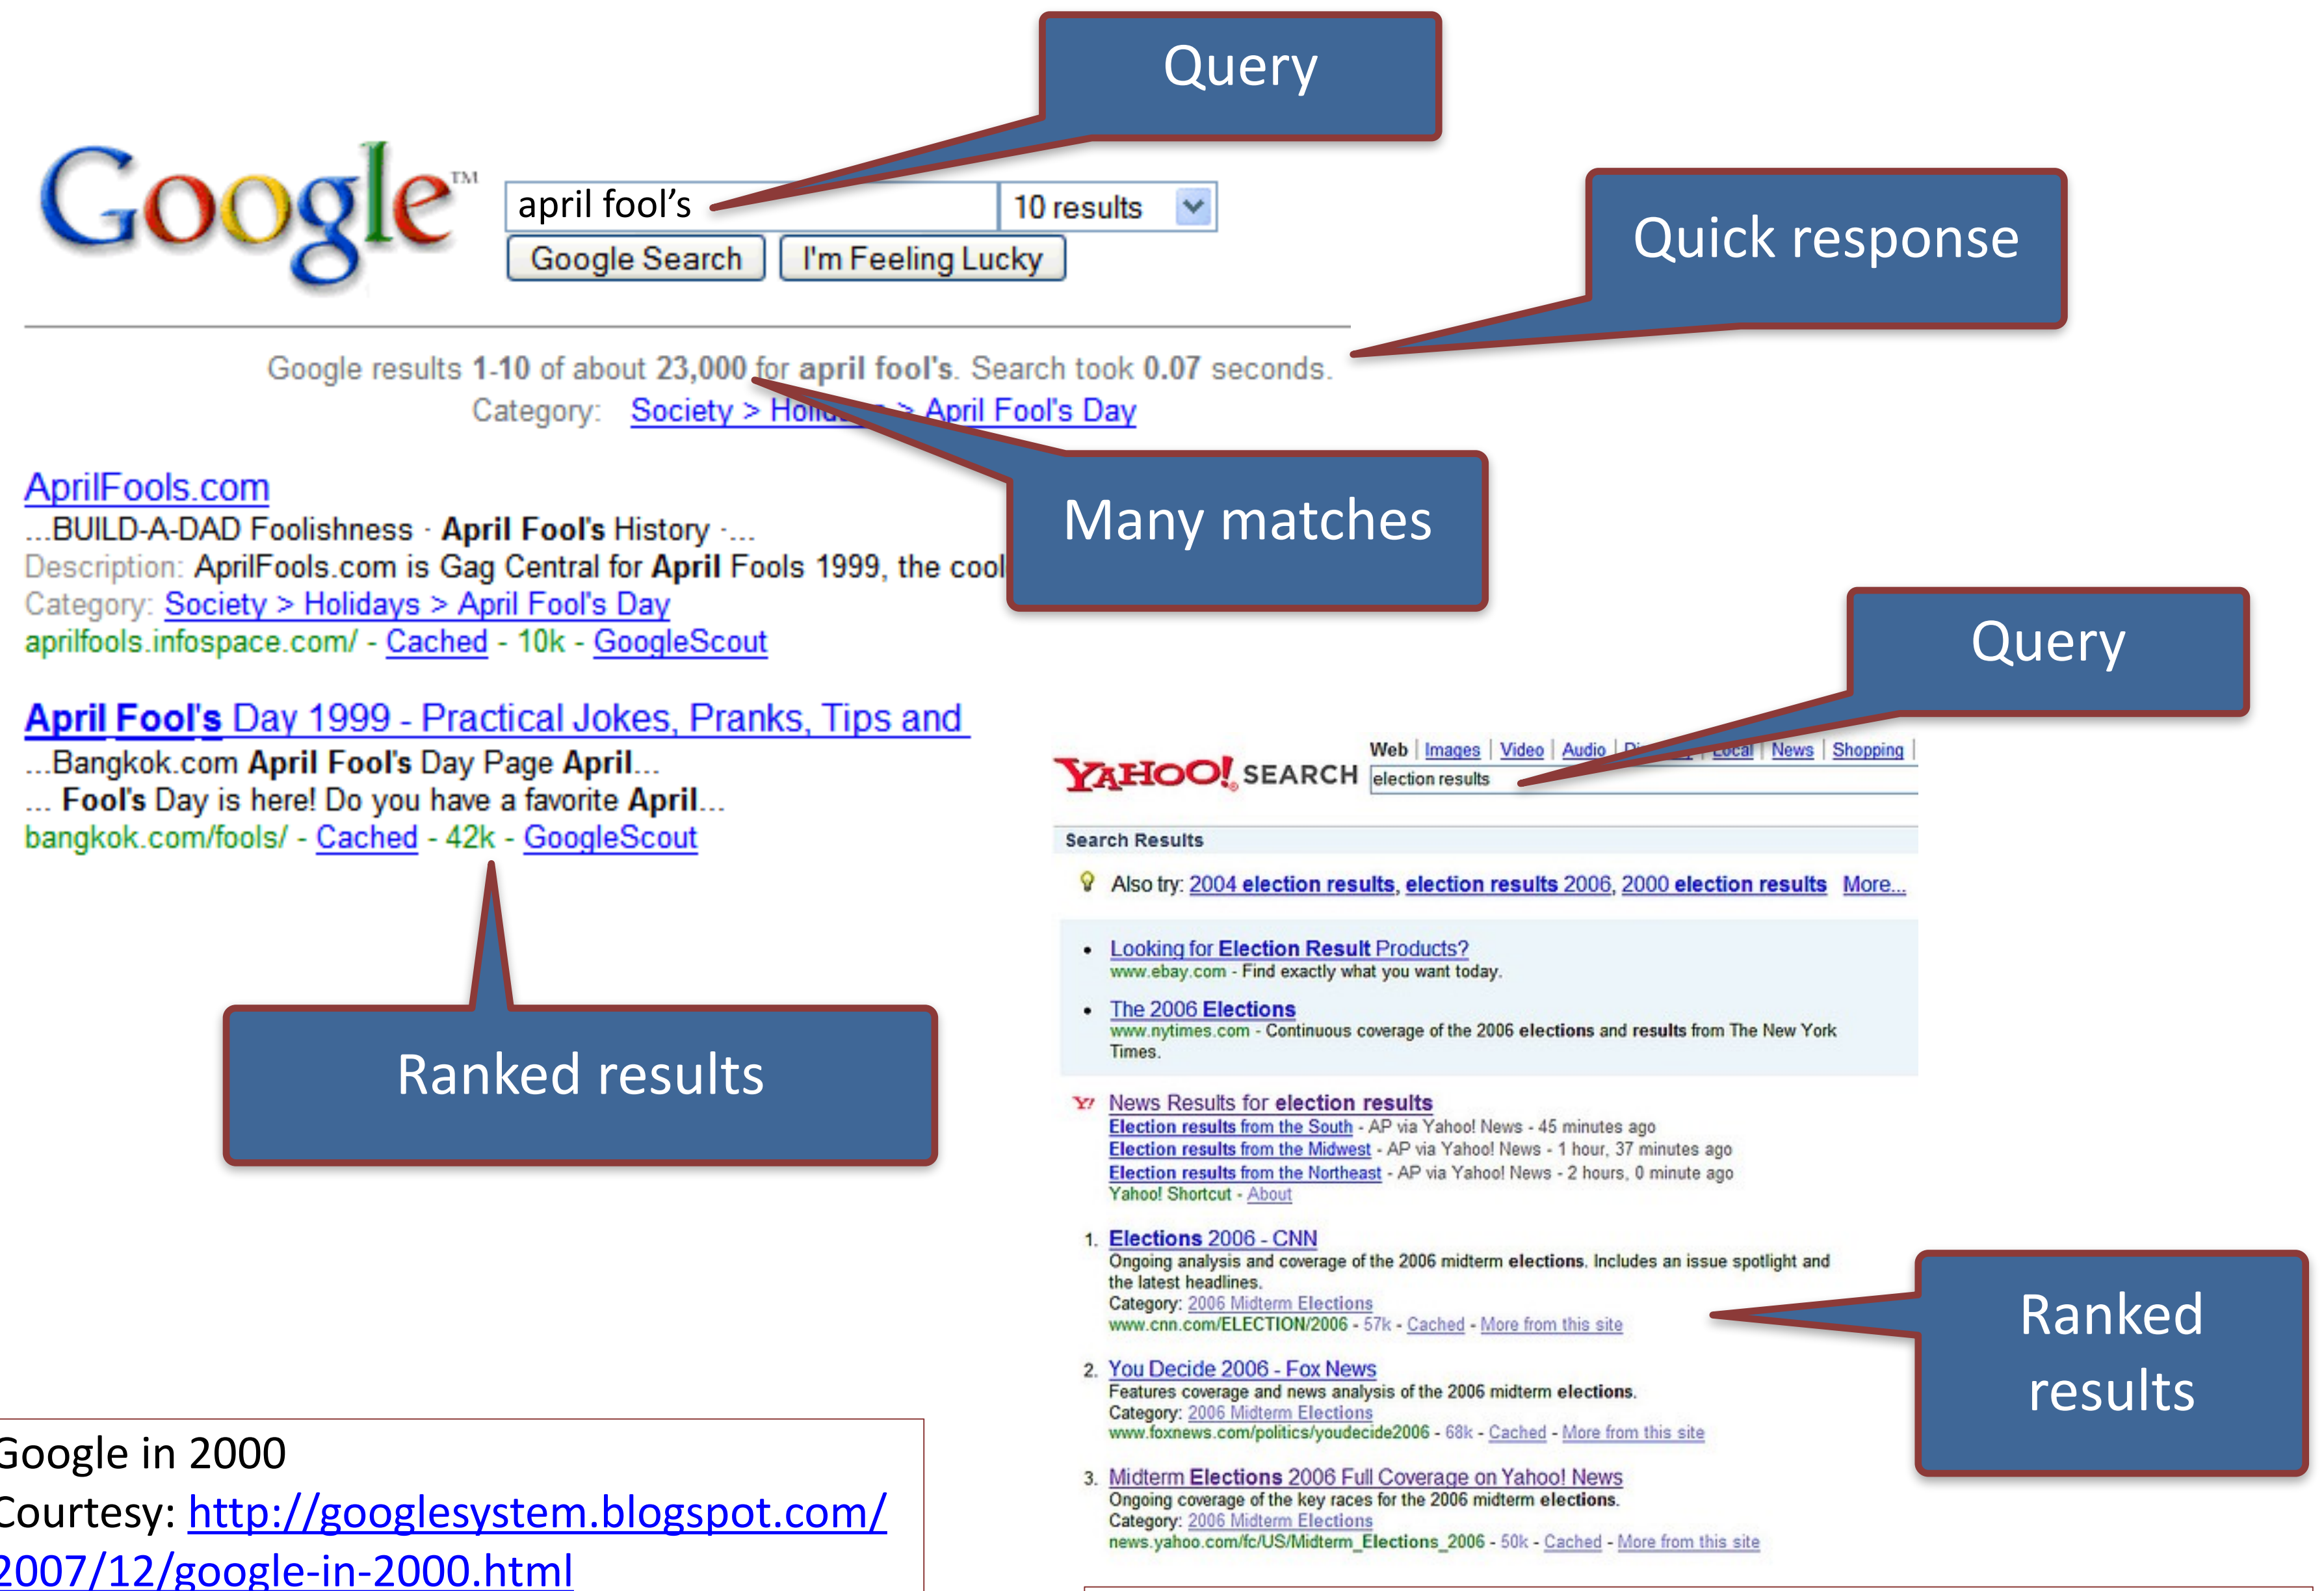 Query
Google™
april fool’s
10 results
Google Search
I'm Feeling Lucky
Quick response
Google results 1-10 of about 23,000 for april fool's. Search took 0.07 seconds.
Category: Society > Holidays > April Fool's Day
Many matches
AprilFools.com
...BUILD-A-DAD Foolishness - April Fool's History -...
Description: AprilFools.com is Gag Central for April Fools 1999, the cool
Category: Society > Holidays > April Fool's Day
aprilfools.infospace.com/ - Cached - 10k - GoogleScout
April Fool's Day 1999 - Practical Jokes, Pranks, Tips and
...Bangkok.com April Fool's Day Page April...
... Fool's Day is here! Do you have a favorite April...
bangkok.com/fools/ - Cached - 42k - GoogleScout
Ranked results
Query
Web | Images | Video | Audio | Local | News | Shopping |
YAHOO! SEARCH
election results
Search Results
Also try: 2004 election results, election results 2006, 2000 election results More...
• Looking for Election Result Products?
www.ebay.com - Find exactly what you want today.
• The 2006 Elections
www.nytimes.com - Continuous coverage of the 2006 elections and results from The New York
Times.
Y! News Results for election results
Election results from the South - AP via Yahoo! News - 45 minutes ago
Election results from the Midwest - AP via Yahoo! News - 1 hour, 37 minutes ago
Election results from the Northeast - AP via Yahoo! News - 2 hours, 0 minute ago
Yahoo! Shortcut - About
1. Elections 2006 - CNN
Ongoing analysis and coverage of the 2006 midterm elections. Includes an issue spotlight and
the latest headlines.
Category: 2006 Midterm Elections
www.cnn.com/ELECTION/2006 - 57k - Cached - More from this site
2. You Decide 2006 - Fox News
Features coverage and news analysis of the 2006 midterm elections.
Category: 2006 Midterm Elections
www.foxnews.com/politics/youdecide2006 - 68k - Cached - More from this site
3. Midterm Elections 2006 Full Coverage on Yahoo! News
Ongoing coverage of the key races for the 2006 midterm elections.
Category: 2006 Midterm Elections
news.yahoo.com/fc/US/Midterm_Elections_2006 - 50k - Cached - More from this site
Ranked
results
Google in 2000
Courtesy: http://googlesystem.blogspot.com/
2007/12/google-in-2000.html